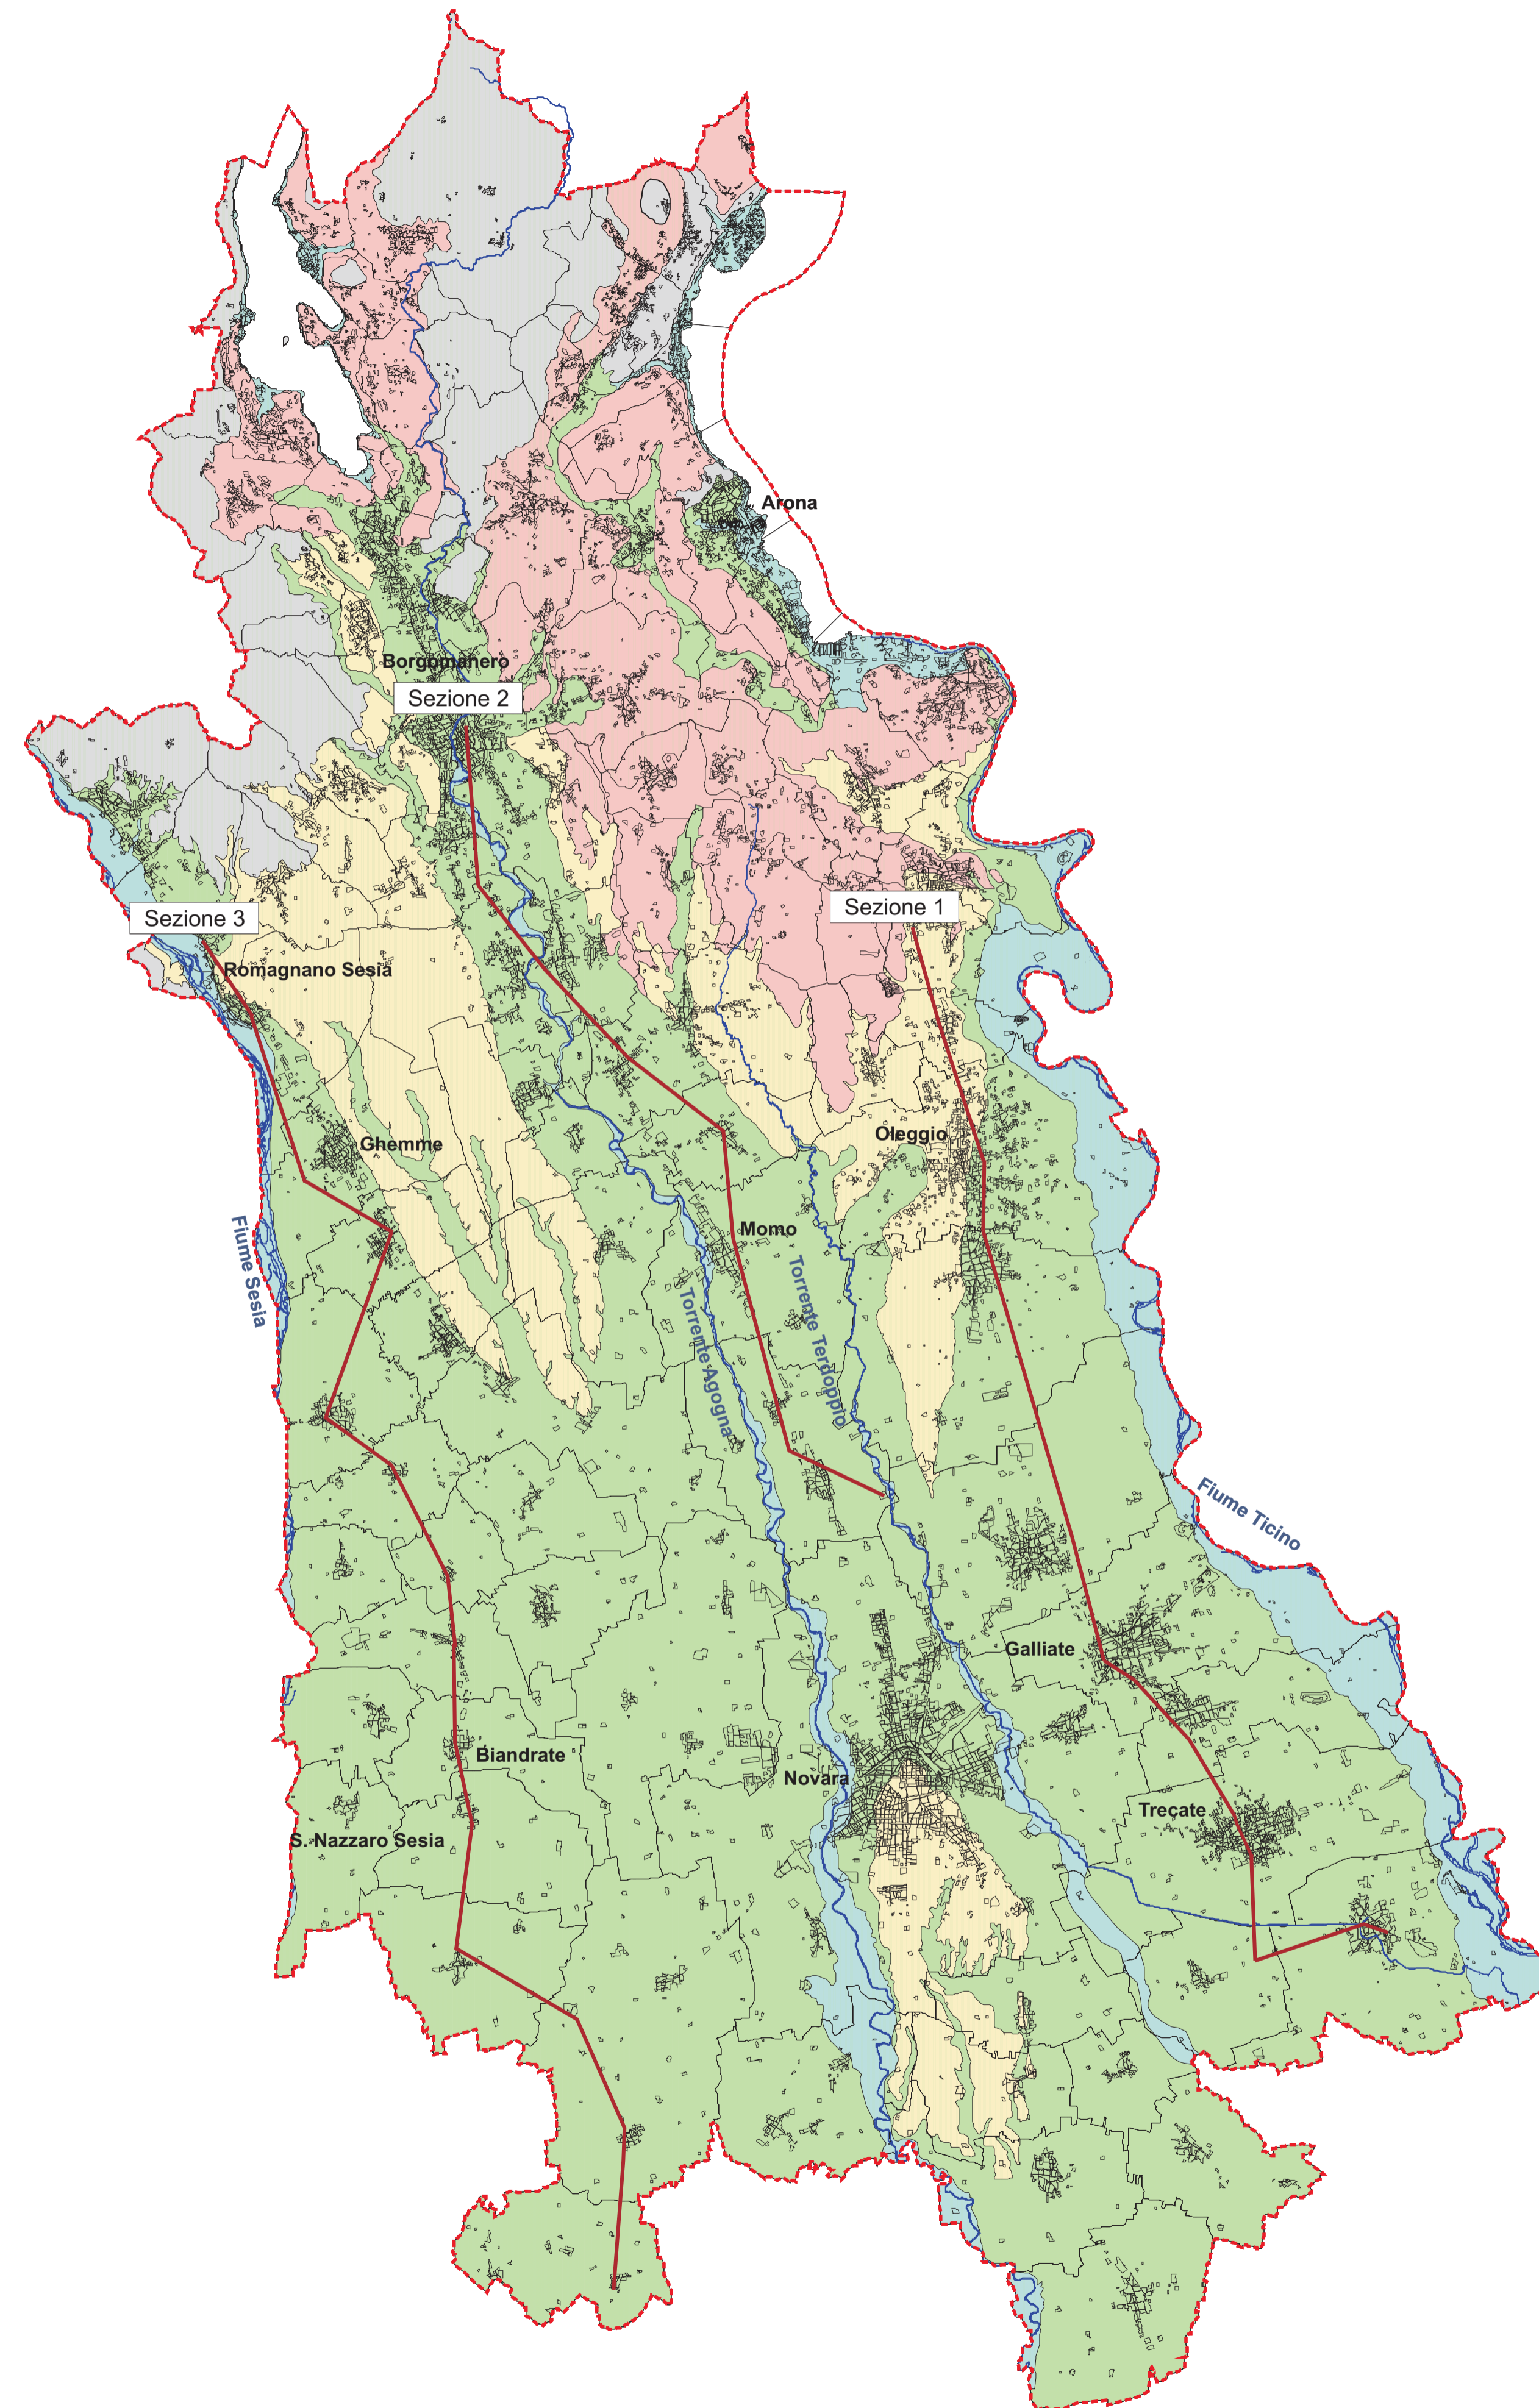 Arona
Borgomanero
Sezione 2
Sezione 1
Sezione 3
Romagnano Sesia
Oleggio
Ghemme
Momo
Fiume Sesia
Torrente Agogna
Torrente Terdoppio
Fiume Ticino
Galliate
Biandrate
Novara
Trecate
S. Nazzaro Sesia